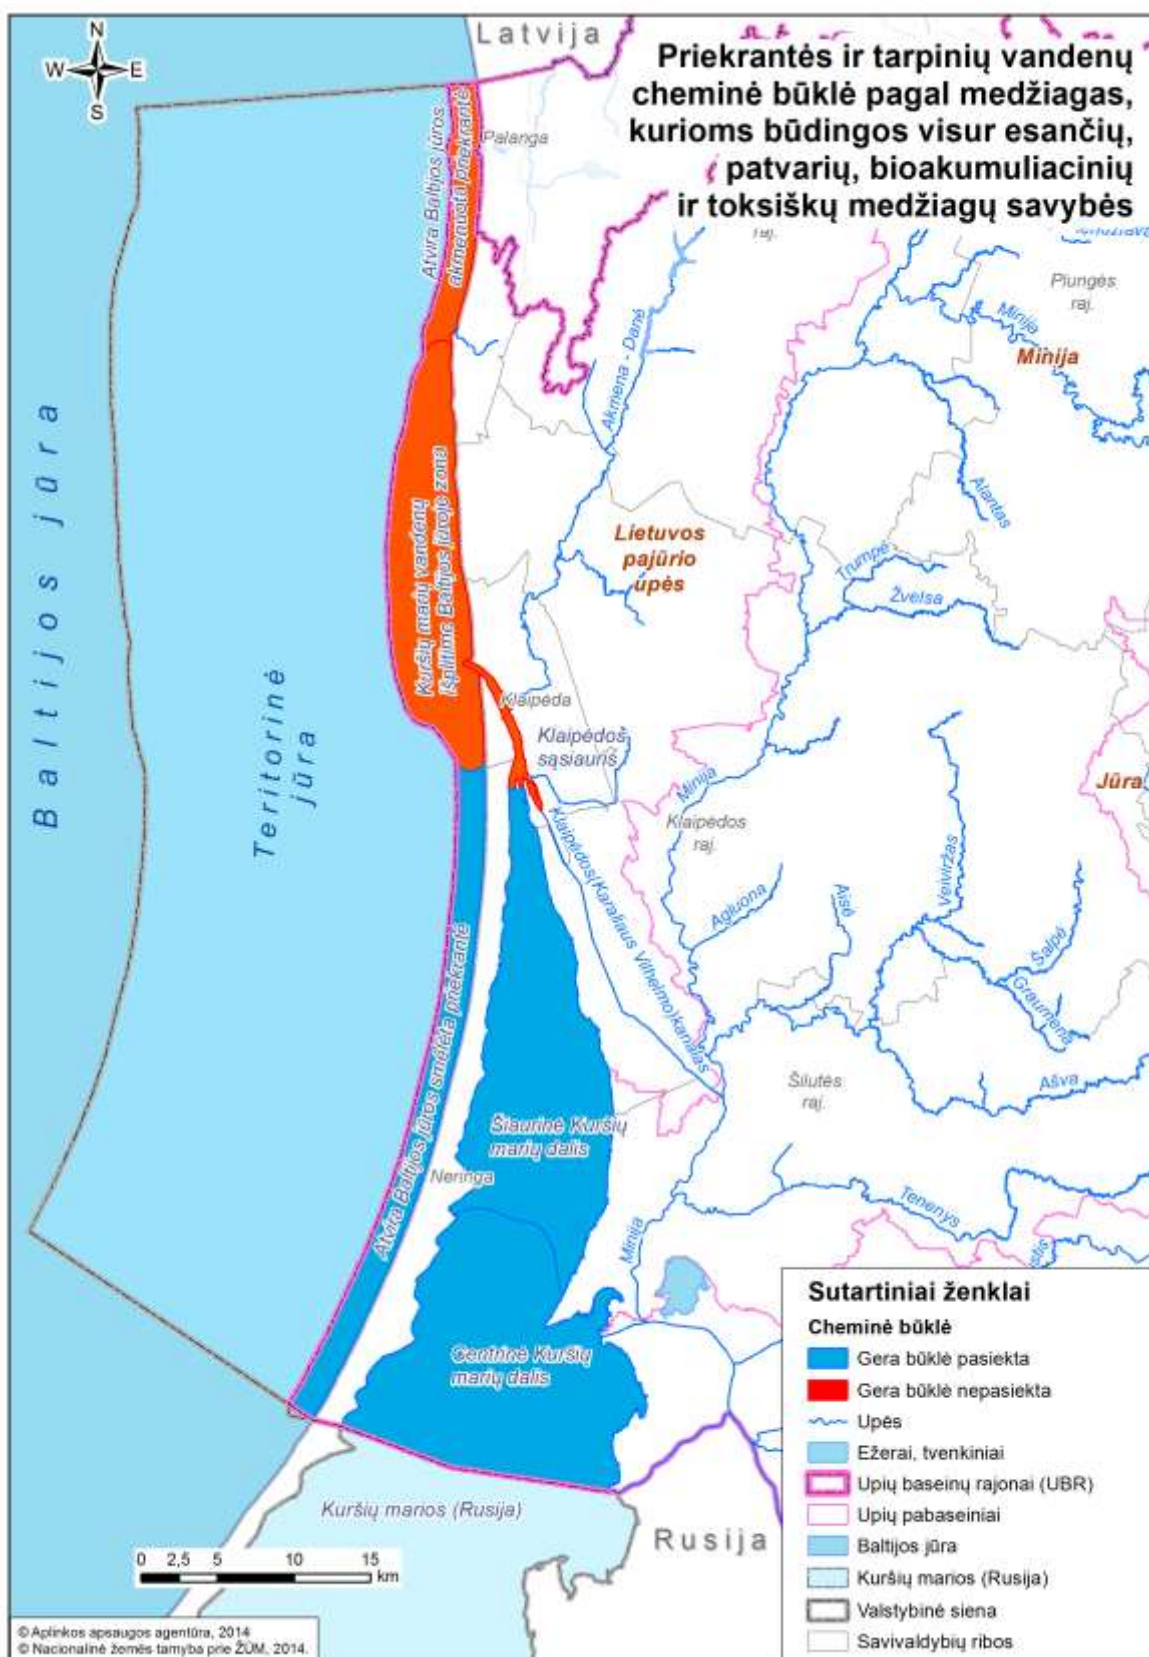 Latvija
Priekrantės ir tarpinių vandenų
cheminė būklė pagal medžiagas,
kurioms būdingos visur esančių,
patvarių, bioakumuliacinių
ir toksiškų medžiagų savybės
N
W
E
S
Palanga
Atvira Baltijos jūros
akmenuota priekrantė
raj.
Plungės
raj.
Minija
Minija
Akmena - Danė
Alantas
Baltijos jūra
Kuršių marių vandenų
išplitimo Baltijos jūroje zona
Lietuvos
pajūrio
upės
Trumpė
Žvelsa
Teritorinė
jūra
Klaipėda
Klaipėdos
sąsiauris
Minija
Jūra
Klaipėdos
raj.
Klaipėdos(Karaliaus Vilhelmo)kanalas
Agluona
Aisė
Veiviržas
Šalpė
Graumena
Atvira Baltijos jūros smėlėta priekrantė
Ašva
Šilutės
raj.
Šiaurinė Kuršių
marių dalis
Neringa
Tenenys
Minija
Centrinė Kuršių
marių dalis
Kuršių marios (Rusija)
Rusija
Sutartiniai ženklai
Cheminė būklė
Gera būklė pasiekta
Gera būklė nepasiekta
Upės
Ežerai, tvenkiniai
Upių baseinų rajonai (UBR)
Upių pabaseiniai
Baltijos jūra
Kuršių marios (Rusija)
Valstybinė siena
Savivaldybių ribos
0 2,5 5 10 15
km
© Aplinkos apsaugos agentūra, 2014
© Nacionalinė žemės tarnyba prie ŽŪM, 2014.